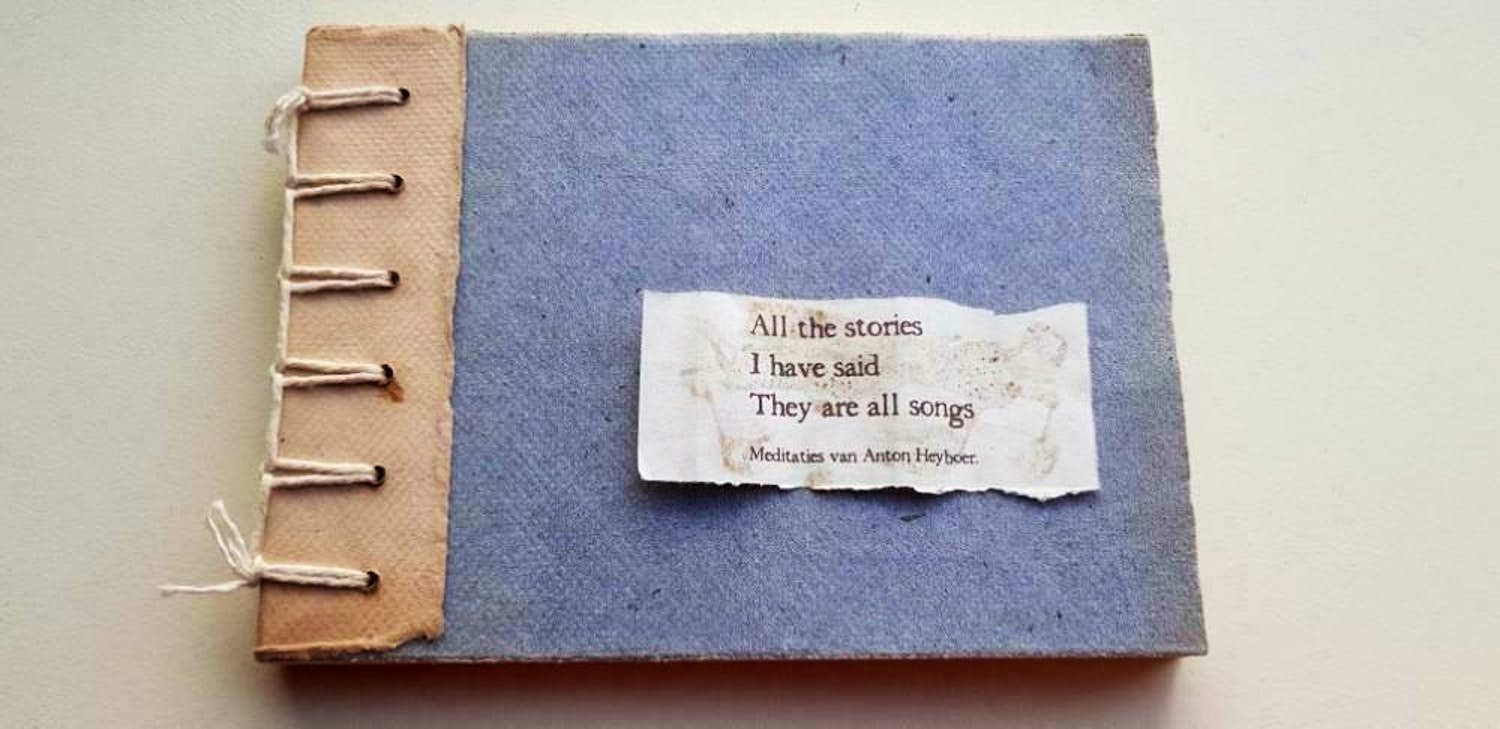 All the stories
I have said
They are all songs
Meditaties van Anton Heyboer.